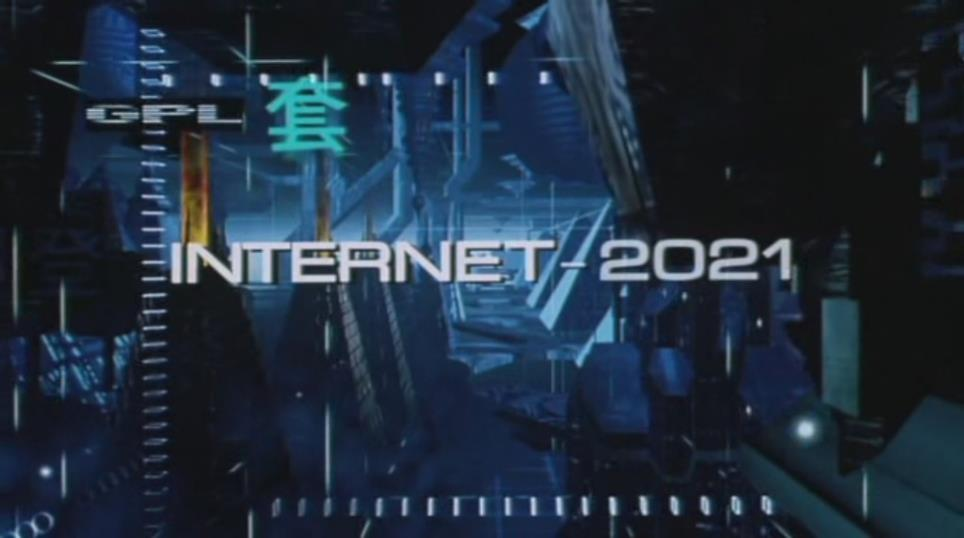 GPL 套
INTERNET - 2021